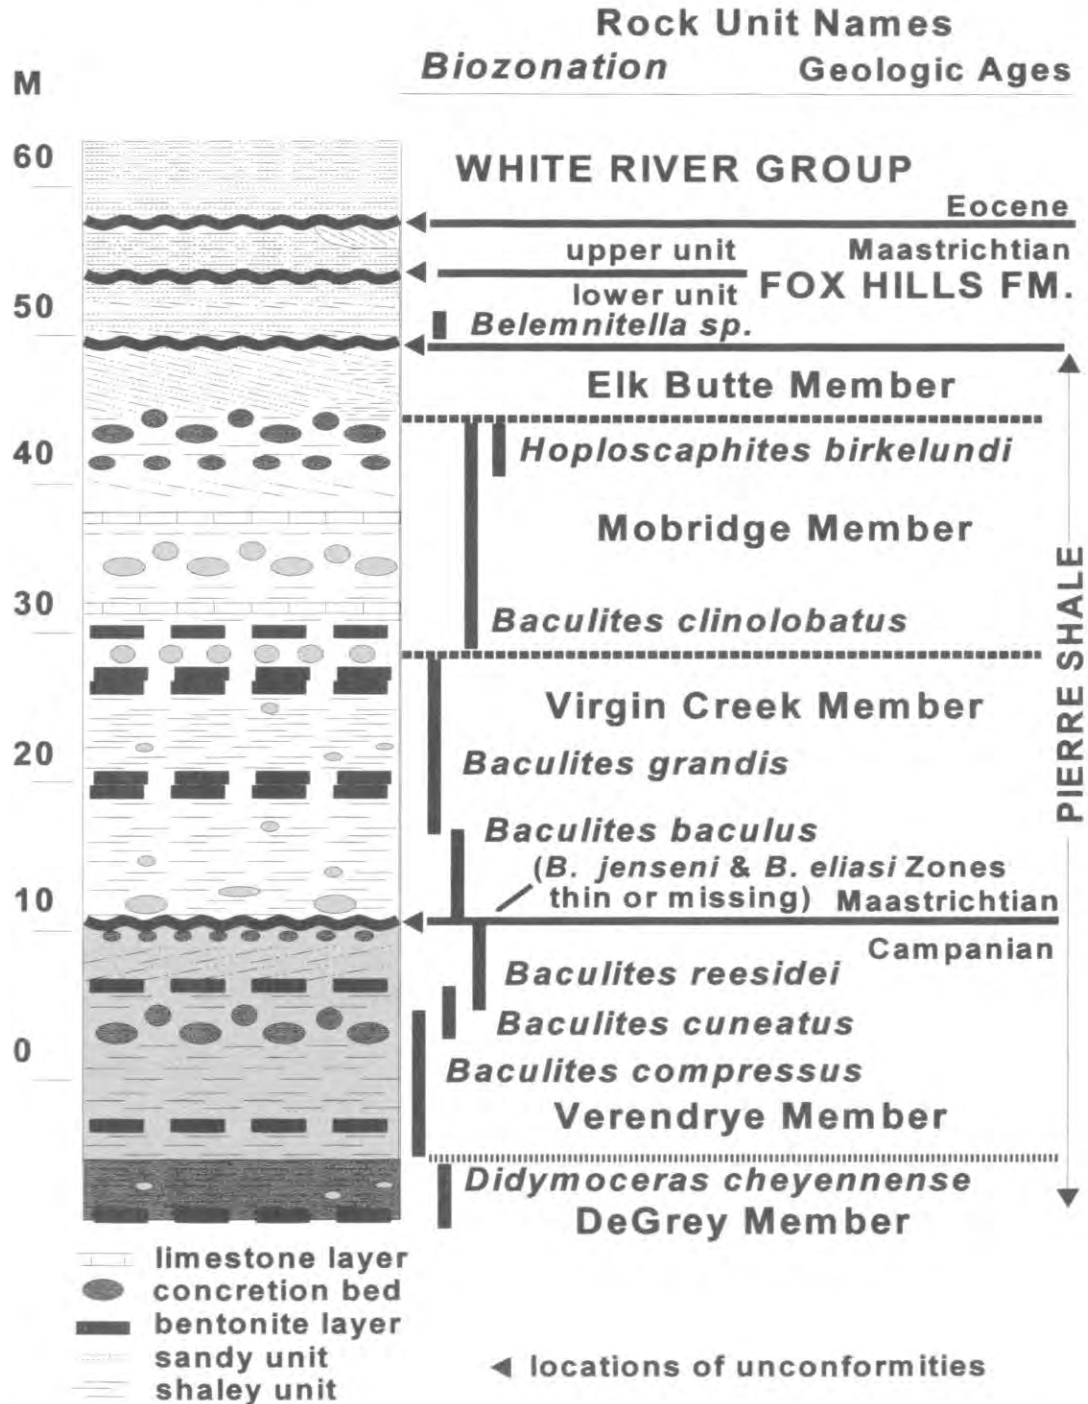 Rock Unit Names
Biozonation Geologic Ages
M
60
WHITE RIVER GROUP
Eocene
upper unit Maastrichtian
FOX HILLS FM.
lower unit
50
Belemnitella sp.
Elk Butte Member
40
Hoploscaphites birkelundi
Mobridge Member
30
Baculites clinolobatus
Virgin Creek Member
20
Baculites grandis
PIERRE SHALE
Baculites baculus
(B. jenseni & B. eliasi Zones
thin or missing) Maastrichtian
10
Campanian
Baculites reesidei
Baculites cuneatus
0
Baculites compressus
Verendrye Member
Didymoceras cheyennense
DeGrey Member
limestone layer
concretion bed
bentonite layer
sandy unit
shaley unit
locations of unconformities